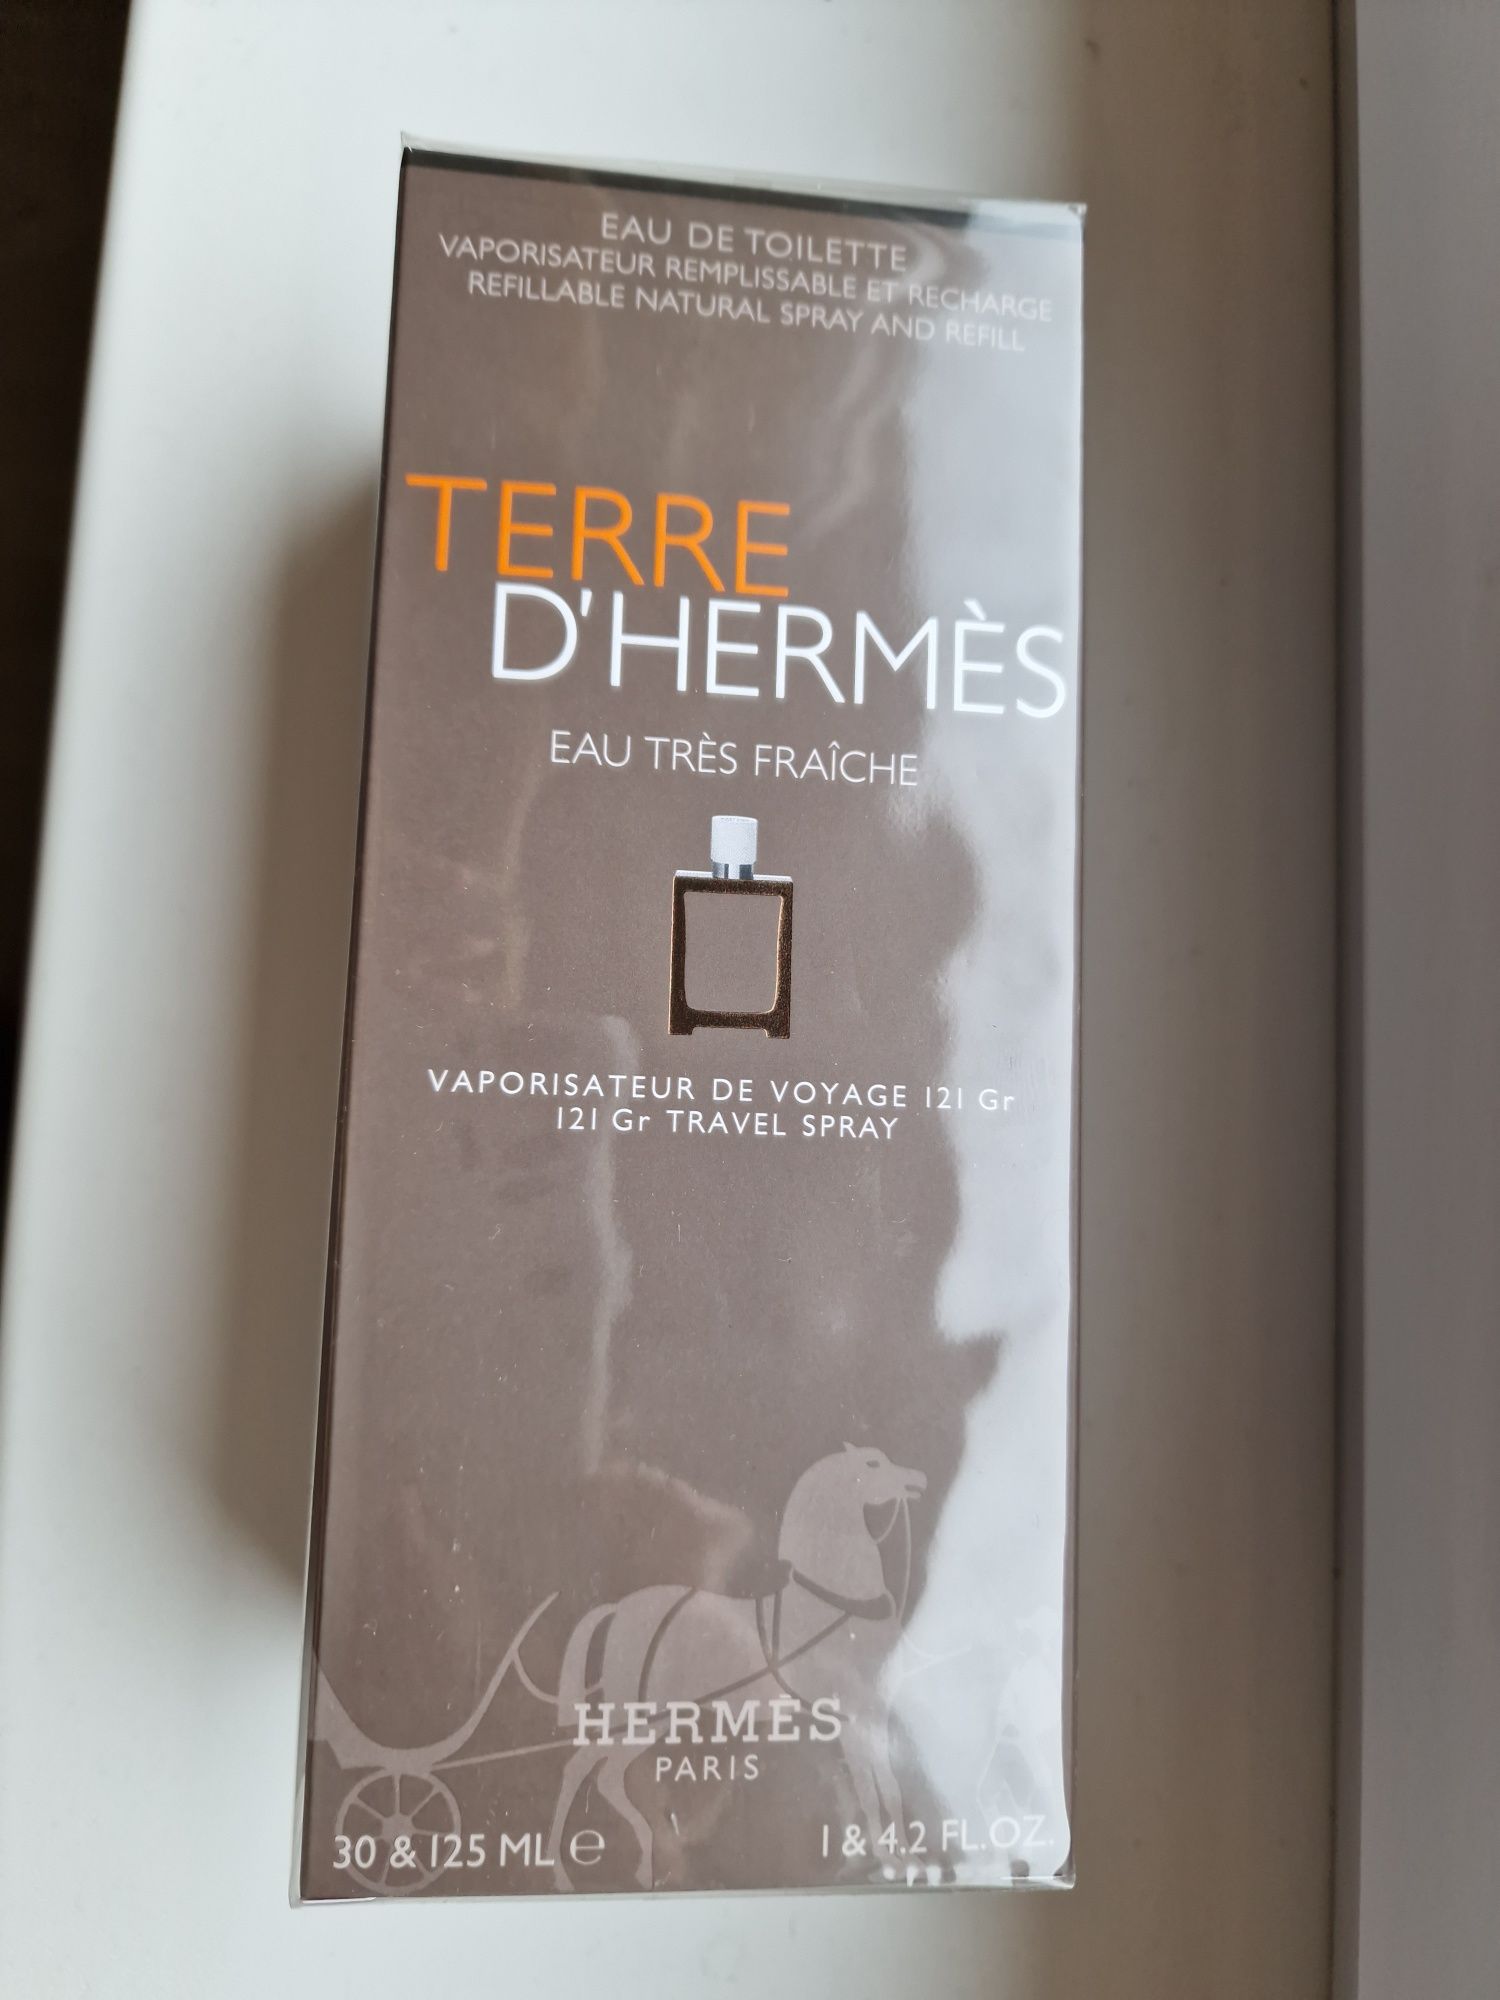 EAU DE TOILETTE
VAPORISATEUR REMPLISSABLE ET RECHARGE
REFILLABLE NATURAL SPRAY AND REFILL
TERRE
D'HERMÈS
EAU TRÈS FRAÎCHE
VAPORISATEUR DE VOYAGE 121 Gr
121 Gr TRAVEL SPRAY
HERMÈS
PARIS
30 & 125 ML ℮
1 & 4.2 FL.OZ.